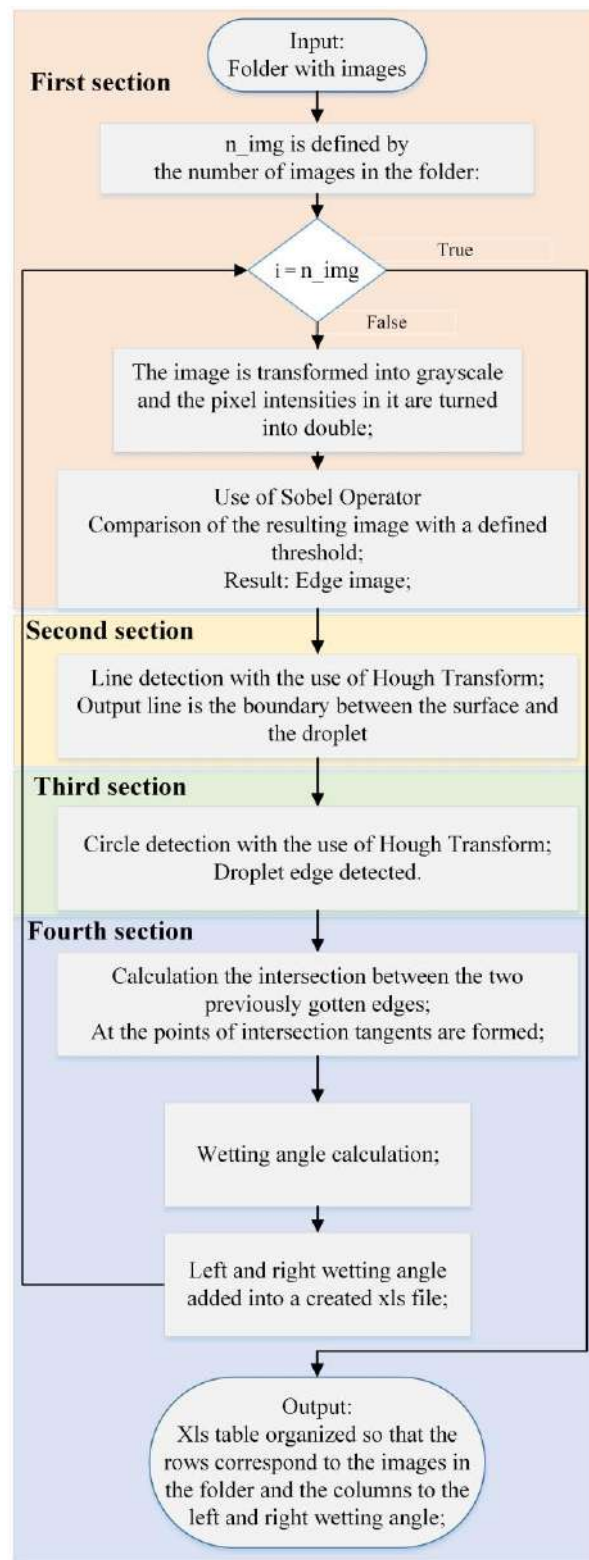 Input:
Folder with images
First section
n_img is defined by
the number of images in the folder:
i = n_img
True
False
The image is transformed into grayscale
and the pixel intensities in it are turned
into double;
Use of Sobel Operator
Comparison of the resulting image with a defined
threshold;
Result: Edge image;
Second section
Line detection with the use of Hough Transform;
Output line is the boundary between the surface and
the droplet
Third section
Circle detection with the use of Hough Transform;
Droplet edge detected.
Fourth section
Calculation the intersection between the two
previously gotten edges;
At the points of intersection tangents are formed;
Wetting angle calculation;
Left and right wetting angle
added into a created xls file;
Output:
Xls table organized so that the
rows correspond to the images in
the folder and the columns to the
left and right wetting angle;